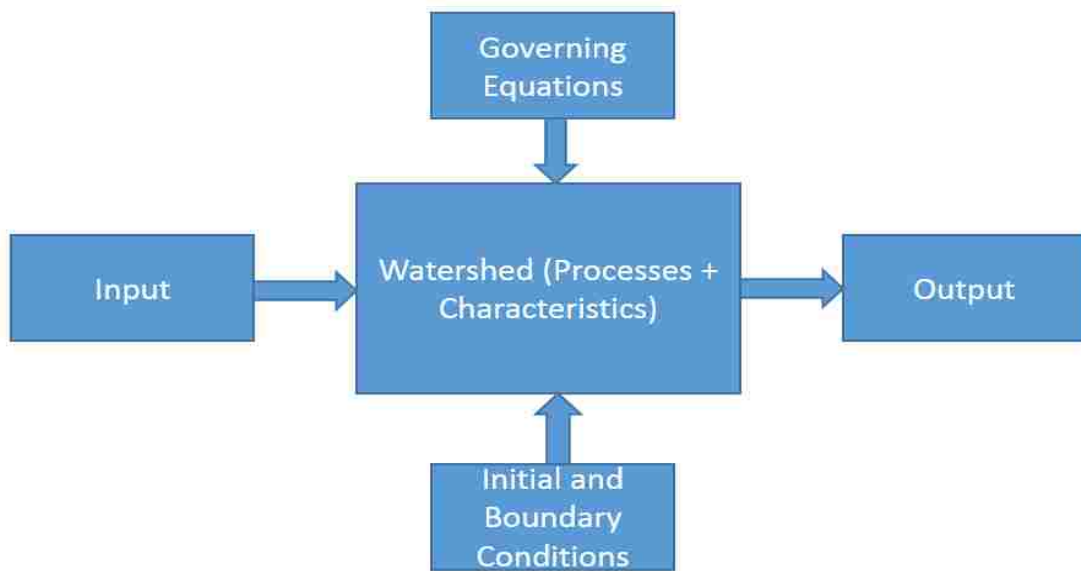 Governing
Equations
Input
Watershed (Processes +
Characteristics)
Output
Initial and
Boundary
Conditions